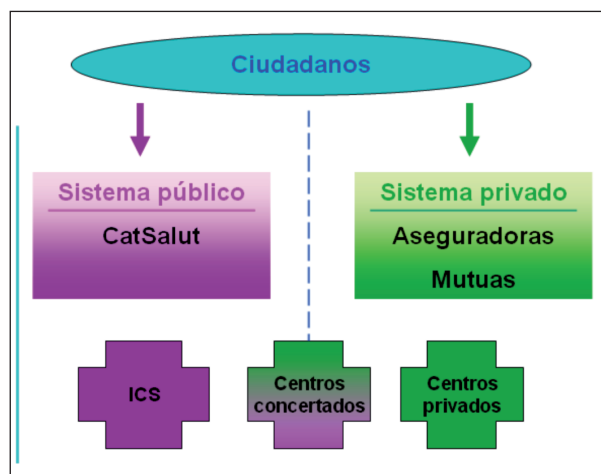 Ciudadanos
Sistema público
CatSalut
Sistema privado
Aseguradoras
Mutuas
ICS
Centros
concertados
Centros
privados